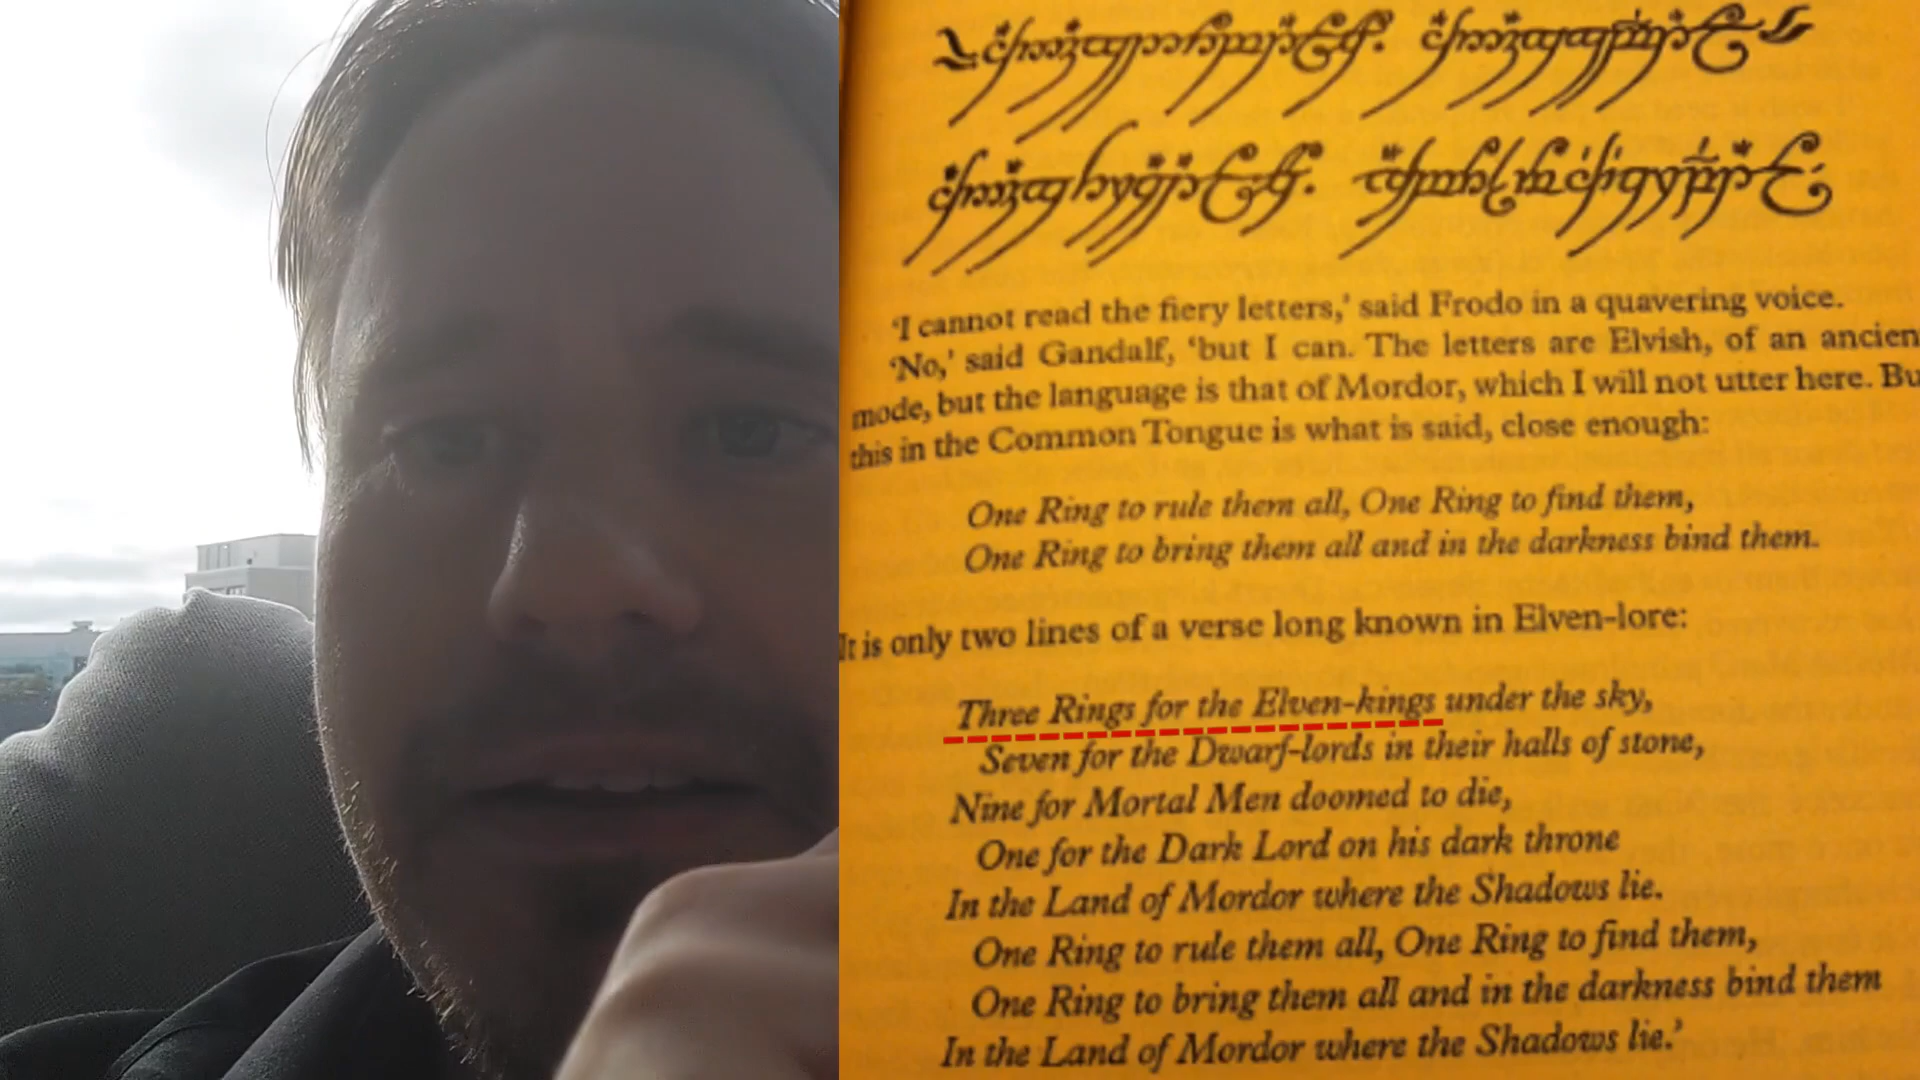 ‘I cannot read the fiery letters,’ said Frodo in a quavering voice.
‘No,’ said Gandalf, ‘but I can. The letters are Elvish, of an ancien
mode, but the language is that of Mordor, which I will not utter here. Bu
this in the Common Tongue is what is said, close enough:
One Ring to rule them all, One Ring to find them,
One Ring to bring them all and in the darkness bind them.
It is only two lines of a verse long known in Elven-lore:
Three Rings for the Elven-kings under the sky,
Seven for the Dwarf-lords in their halls of stone,
Nine for Mortal Men doomed to die,
One for the Dark Lord on his dark throne
In the Land of Mordor where the Shadows lie.
One Ring to rule them all, One Ring to find them,
One Ring to bring them all and in the darkness bind them
In the Land of Mordor where the Shadows lie.’